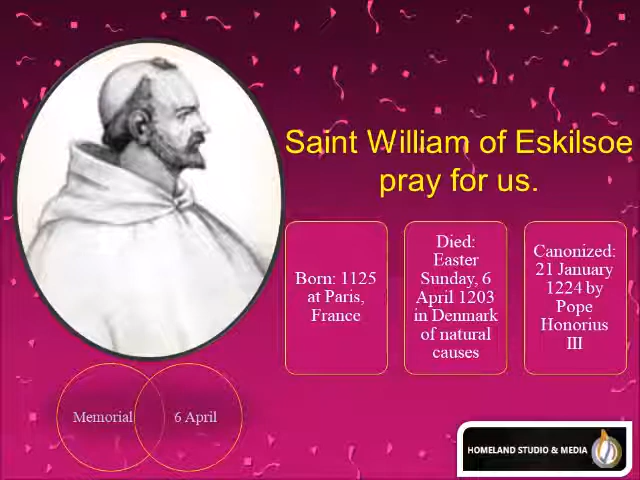 Saint William of Eskilsoe
pray for us.
Born: 1125
at Paris,
France
Died:
Easter
Sunday, 6
April 1203
in Denmark
of natural
causes
Canonized:
21 January
1224 by
Pope
Honorius
III
Memorial
6 April
HOMELAND STUDIO & MEDIA